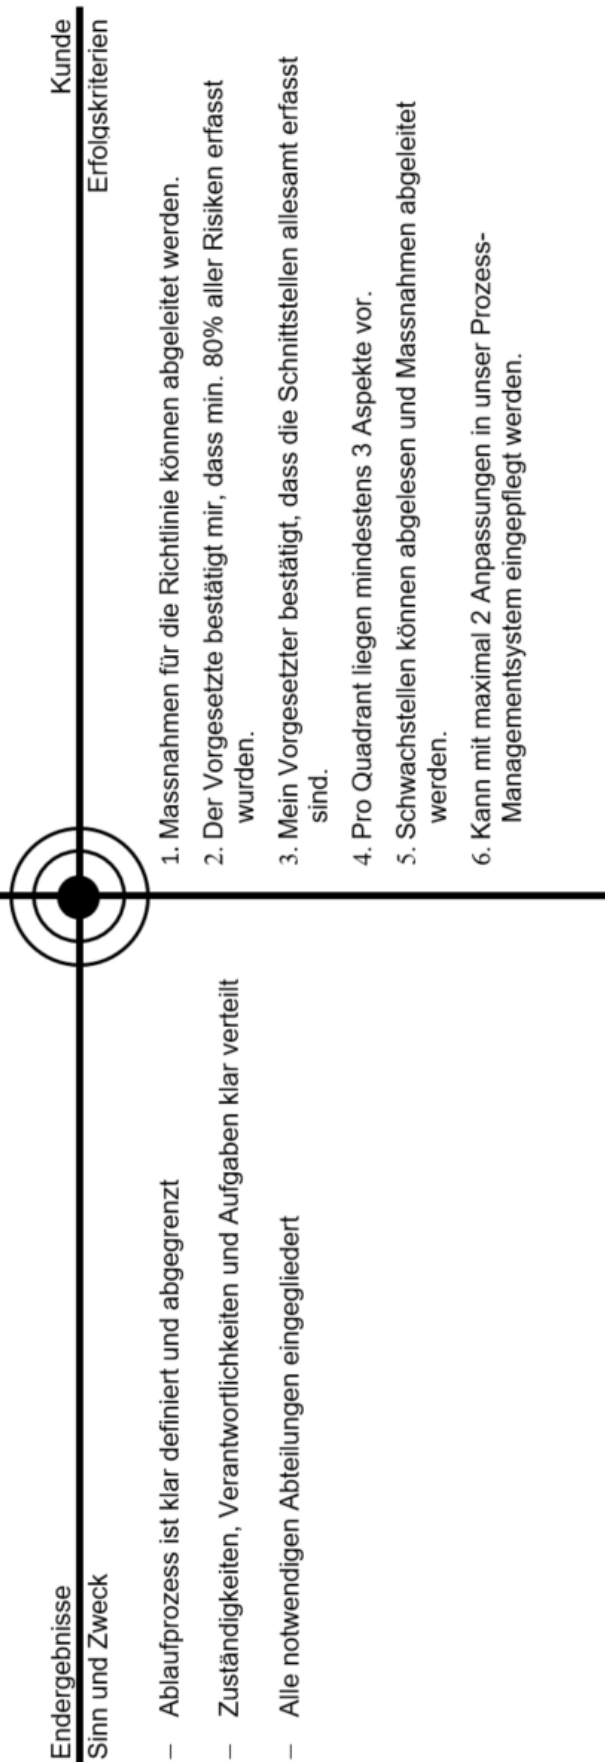 Endergebnisse
Kunde
Sinn und Zweck
Erfolgskriterien
– Ablaufprozess ist klar definiert und abgegrenzt
– Zuständigkeiten, Verantwortlichkeiten und Aufgaben klar verteilt
– Alle notwendigen Abteilungen eingegliedert
1. Massnahmen für die Richtlinie können abgeleitet werden.
2. Der Vorgesetzte bestätigt mir, dass min. 80% aller Risiken erfasst
wurden.
3. Mein Vorgesetzter bestätigt, dass die Schnittstellen allesamt erfasst
sind.
4. Pro Quadrant liegen mindestens 3 Aspekte vor.
5. Schwachstellen können abgelesen und Massnahmen abgeleitet
werden.
6. Kann mit maximal 2 Anpassungen in unser Prozess-
Managementsystem eingepflegt werden.